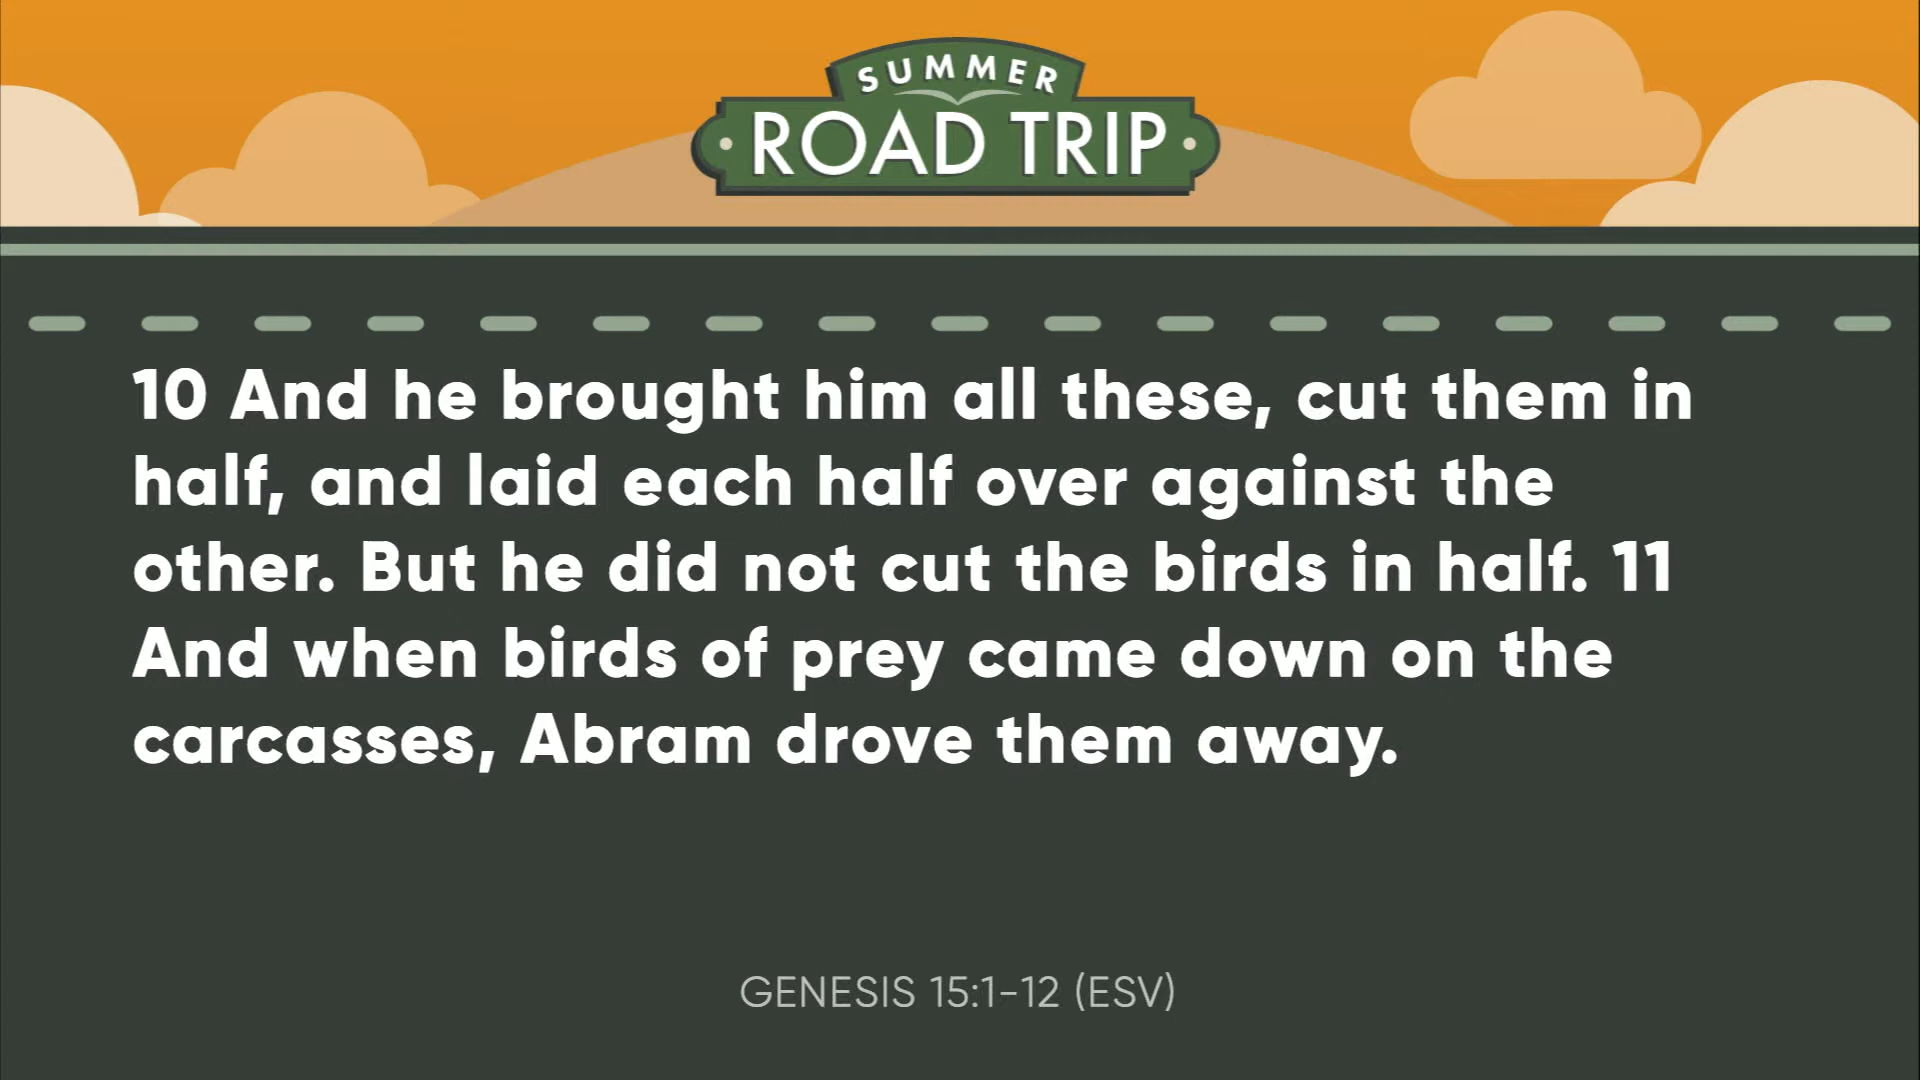 SUMMER
ROAD TRIP
10 And he brought him all these, cut them in
half, and laid each half over against the
other. But he did not cut the birds in half. 11
And when birds of prey came down on the
carcasses, Abram drove them away.
GENESIS 15:1-12 (ESV)